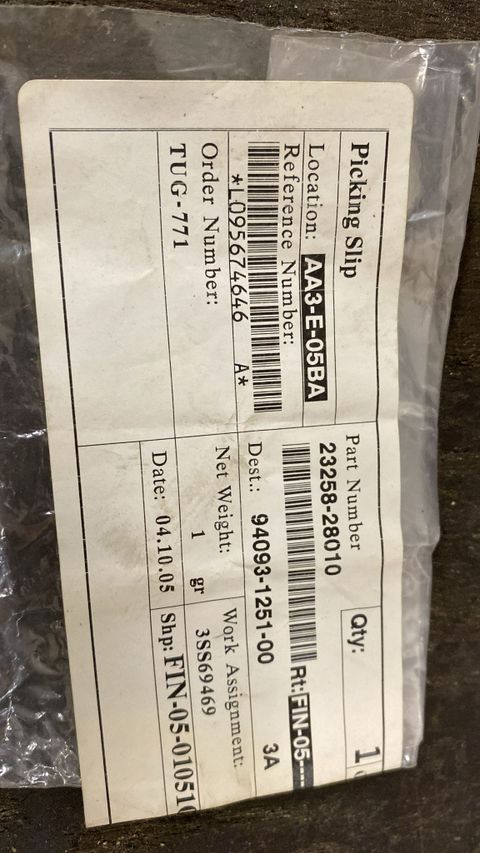 Picking Slip
Location: AA3-E-05BA
Reference Number:
*L095674646 A*
Order Number:
TUG-771
Part Number
23258-28010
Qty: 1
Rt: FIN-05----
Dest.: 94093-1251-00 3A
Net Weight:
1 gr
Work Assignment:
3SS69469
Date: 04.10.05
Shp: FIN-05-01051